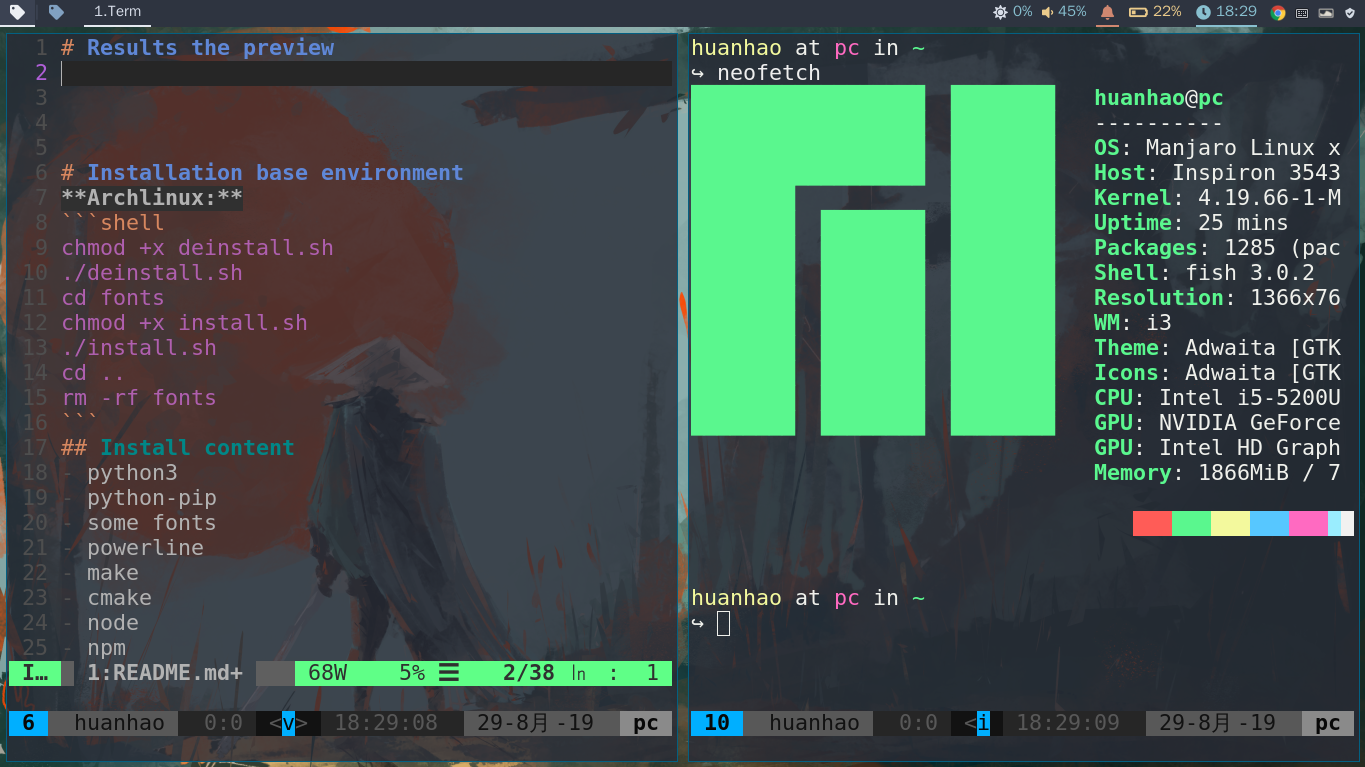 1.Term 0% 45% 22% 18:29
1 # Results the preview
2
3
4
5
6 # Installation base environment
7 **Archlinux:**
8 ```shell
9 chmod +x deinstall.sh
10 ./deinstall.sh
11 cd fonts
12 chmod +x install.sh
13 ./install.sh
14 cd ..
15 rm -rf fonts
16 ```
17 ## Install content
18 - python3
19 - python-pip
20 - some fonts
21 - powerline
22 - make
23 - cmake
24 - node
25 - npm
I… 1:README.md+ 68W 5% ☰ 2/38 ㏑ : 1
6 huanhao 0:0 <v> 18:29:08 29-8月-19 pc
huanhao at pc in ~
↪ neofetch
huanhao@pc
----------
OS: Manjaro Linux x
Host: Inspiron 3543
Kernel: 4.19.66-1-M
Uptime: 25 mins
Packages: 1285 (pac
Shell: fish 3.0.2
Resolution: 1366x76
WM: i3
Theme: Adwaita [GTK
Icons: Adwaita [GTK
CPU: Intel i5-5200U
GPU: NVIDIA GeForce
GPU: Intel HD Graph
Memory: 1866MiB / 7
huanhao at pc in ~
↪
10 huanhao 0:0 <i 18:29:09 29-8月-19 pc